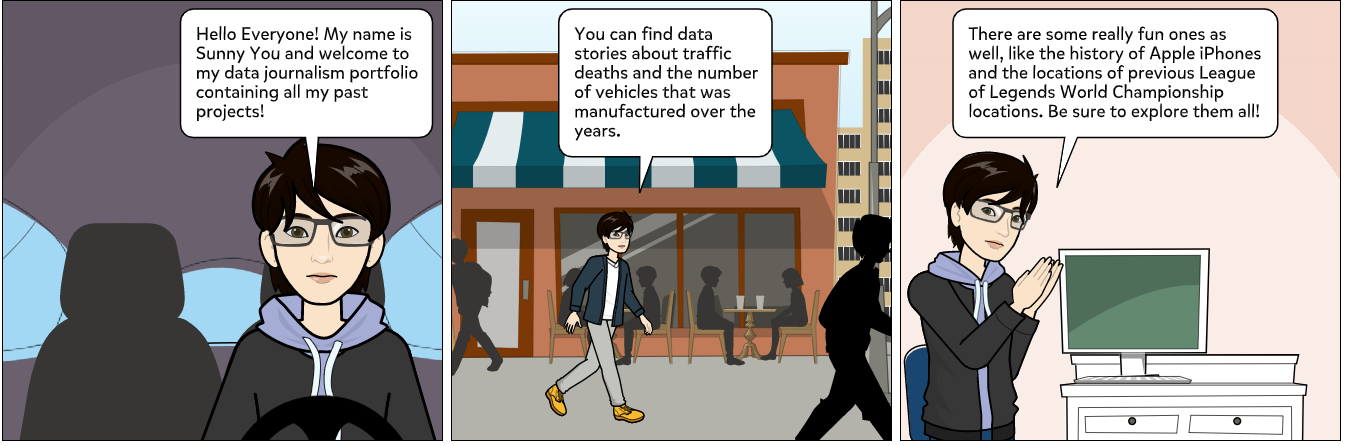 Hello Everyone! My name is
Sunny You and welcome to
my data journalism portfolio
containing all my past
projects!
You can find data
stories about traffic
deaths and the number
of vehicles that was
manufactured over the
years.
There are some really fun ones as
well, like the history of Apple iPhones
and the locations of previous League
of Legends World Championship
locations. Be sure to explore them all!